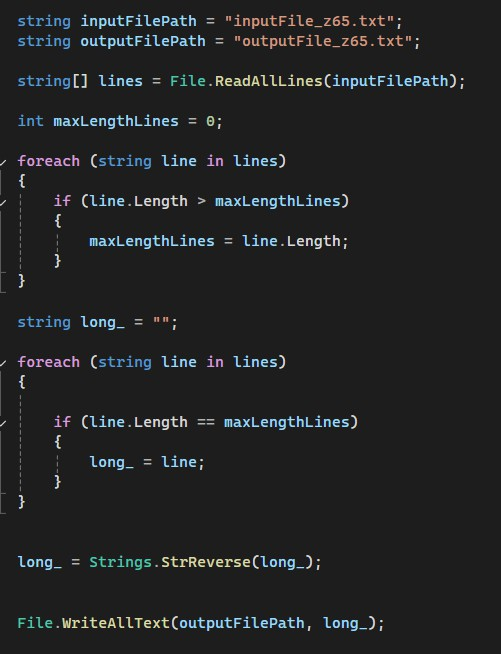 string inputFilePath = "inputFile_z65.txt";
string outputFilePath = "outputFile_z65.txt";
string[] lines = File.ReadAllLines(inputFilePath);
int maxLengthLines = 0;
foreach (string line in lines)
{
if (line.Length > maxLengthLines)
{
maxLengthLines = line.Length;
}
}
string long_ = "";
foreach (string line in lines)
{
if (line.Length == maxLengthLines)
{
long_ = line;
}
}
long_ = Strings.StrReverse(long_);
File.WriteAllText(outputFilePath, long_);